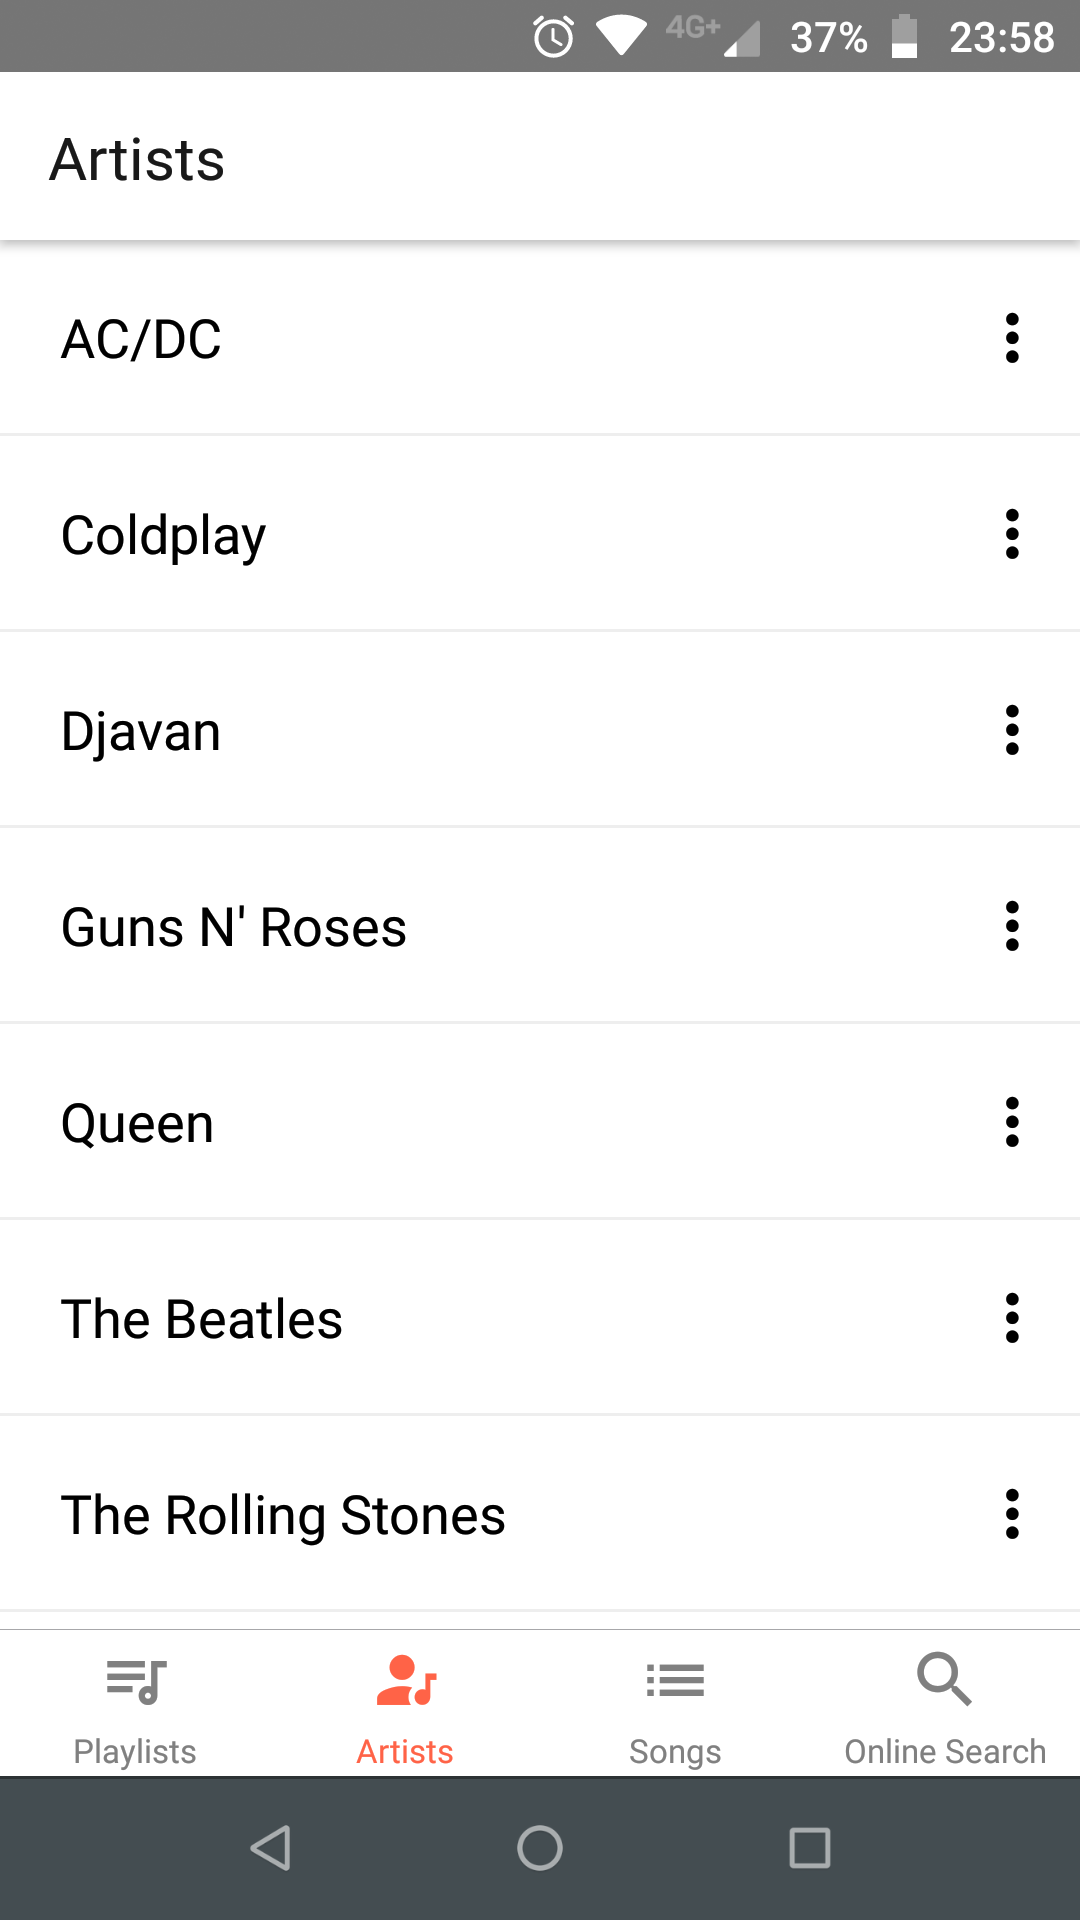 4G+ 37% 23:58
Artists
AC/DC
Coldplay
Djavan
Guns N' Roses
Queen
The Beatles
The Rolling Stones
Playlists Artists Songs Online Search